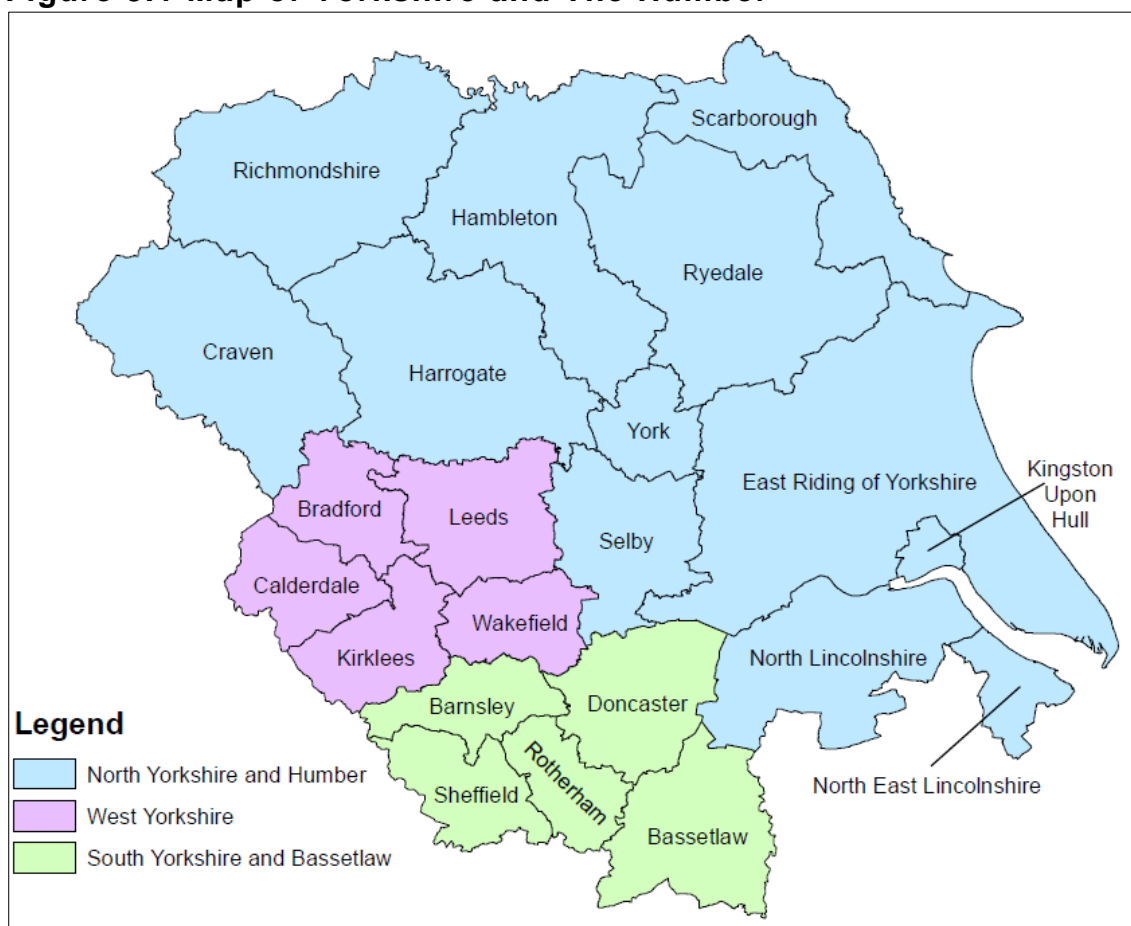 Figure 3.1 Map of Yorkshire and The Humber
Scarborough
Richmondshire
Hambleton
Ryedale
Craven
Harrogate
York
Kingston
Upon
Hull
East Riding of Yorkshire
Bradford
Leeds
Selby
Calderdale
Wakefield
Kirklees
North Lincolnshire
Barnsley
Doncaster
Rotherham
Sheffield
Bassetlaw
North East Lincolnshire
Legend
North Yorkshire and Humber
West Yorkshire
South Yorkshire and Bassetlaw